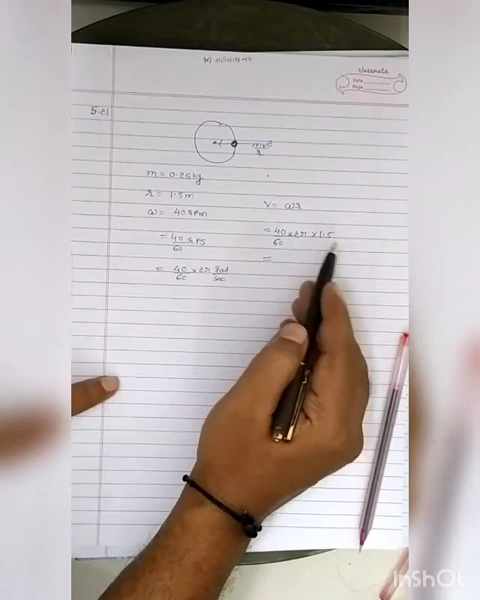 classmate
Date
Page
5.21
mv²
r
m = 0.25kg
r = 1.5m
ω = 40 rpm
= 40 rps
60
= 40 × 2π rad
60 sec
v = ωr
= 40 × 2π × 1.5
60
=
InShOt